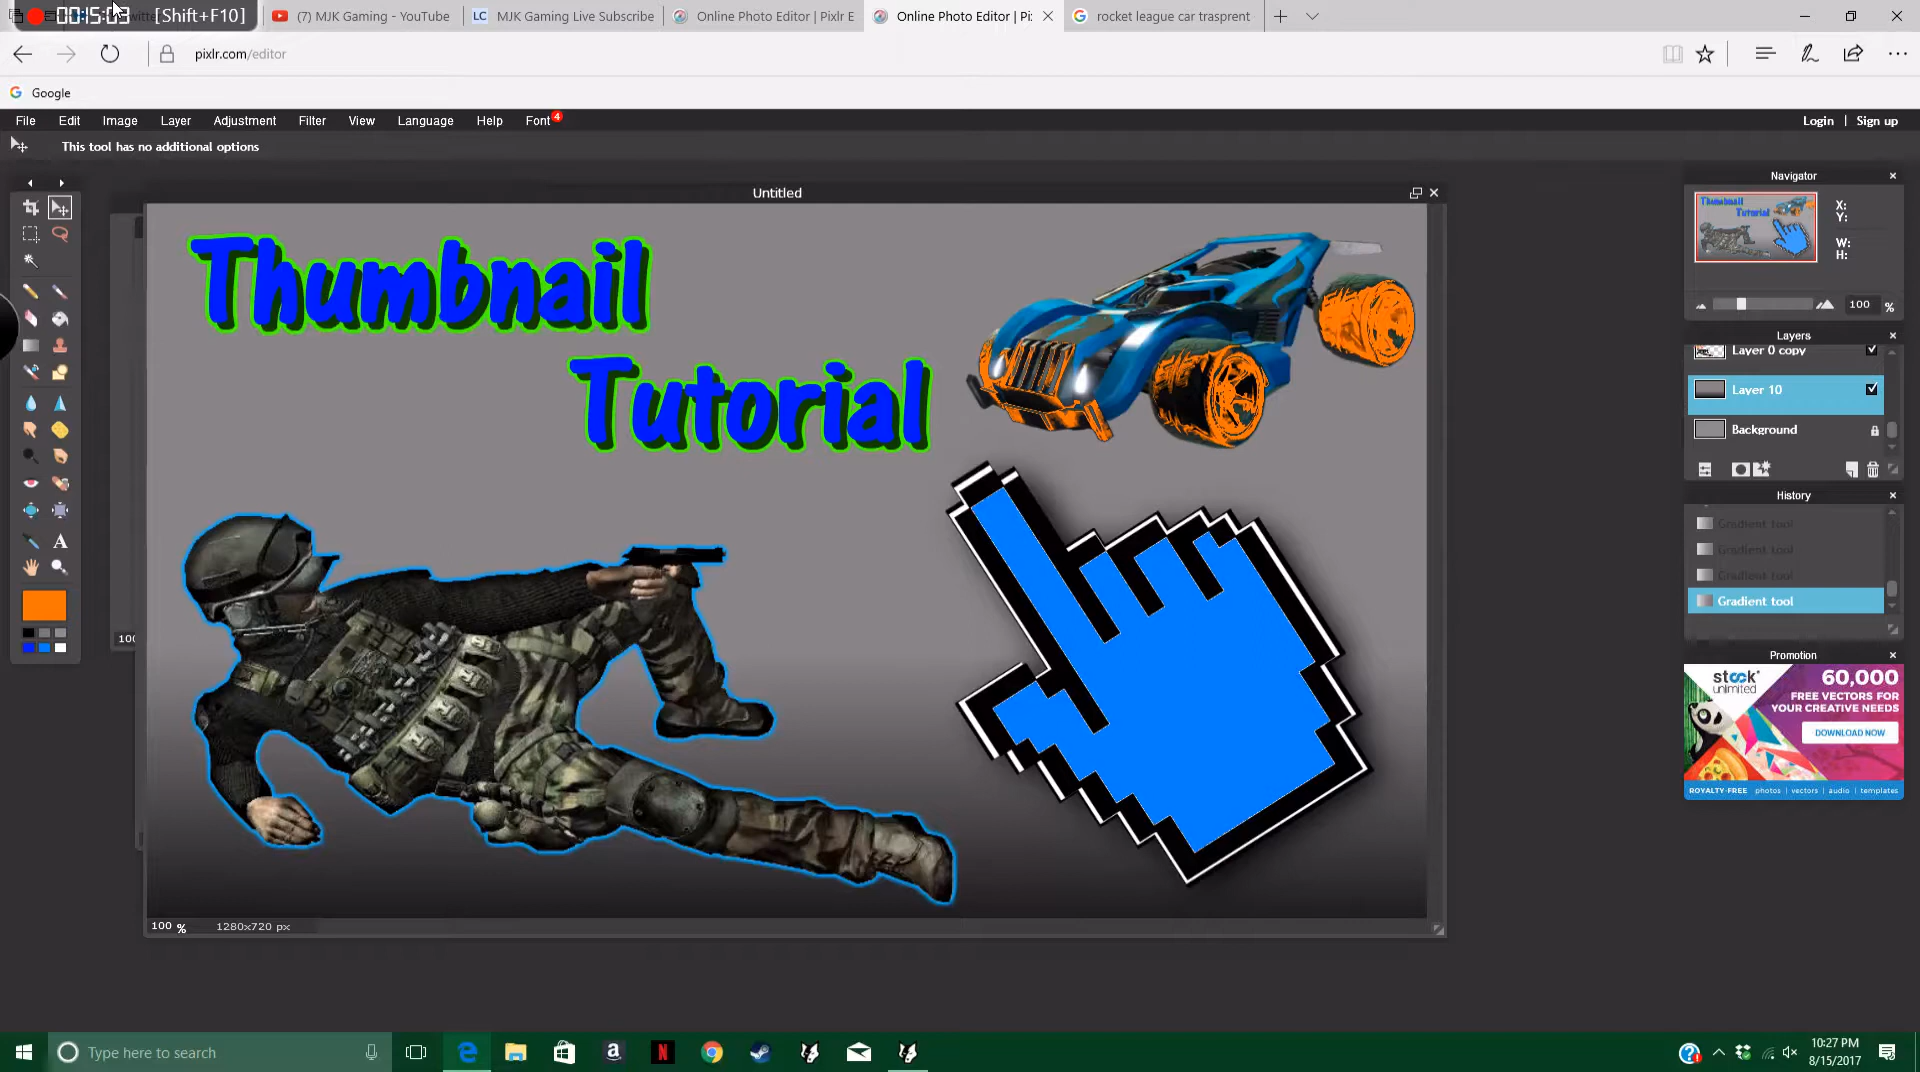 00:15:03 [Shift+F10]
(7) MJK Gaming - YouTube
LC MJK Gaming Live Subscribe
Online Photo Editor | Pixlr E
Online Photo Editor | Pi:
rocket league car trasprent
pixlr.com/editor
Google
File Edit Image Layer Adjustment Filter View Language Help Font 4
Login | Sign up
This tool has no additional options
Untitled
Thumbnail
Tutorial
100 % 1280x720 px
100
A
Navigator
Thumbnail
Tutorial
X:
Y:
W:
H:
100 %
Layers
Layer 0 copy
Layer 10
Background
History
Gradient tool
Gradient tool
Gradient tool
Gradient tool
Promotion
stock
unlimited
60,000
FREE VECTORS FOR
YOUR CREATIVE NEEDS
DOWNLOAD NOW
ROYALTY-FREE photos | vectors | audio | templates
Type here to search
10:27 PM
8/15/2017